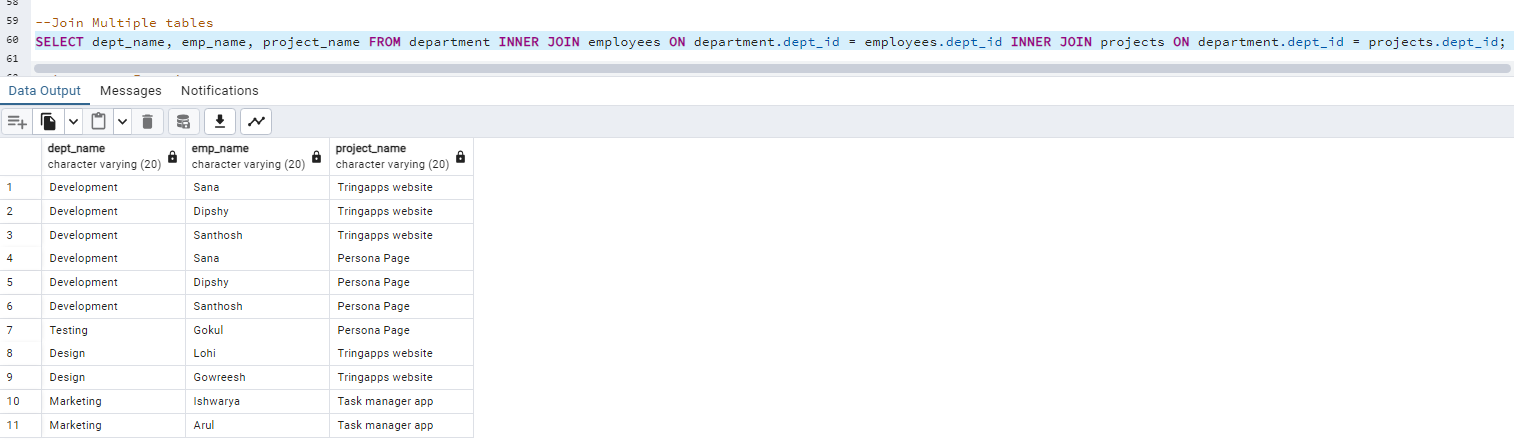 58
59 --Join Multiple tables
60 SELECT dept_name, emp_name, project_name FROM department INNER JOIN employees ON department.dept_id = employees.dept_id INNER JOIN projects ON department.dept_id = projects.dept_id;
61
Data Output Messages Notifications
dept_name emp_name project_name
character varying (20) character varying (20) character varying (20)
1 Development Sana Tringapps website
2 Development Dipshy Tringapps website
3 Development Santhosh Tringapps website
4 Development Sana Persona Page
5 Development Dipshy Persona Page
6 Development Santhosh Persona Page
7 Testing Gokul Persona Page
8 Design Lohi Tringapps website
9 Design Gowreesh Tringapps website
10 Marketing Ishwarya Task manager app
11 Marketing Arul Task manager app